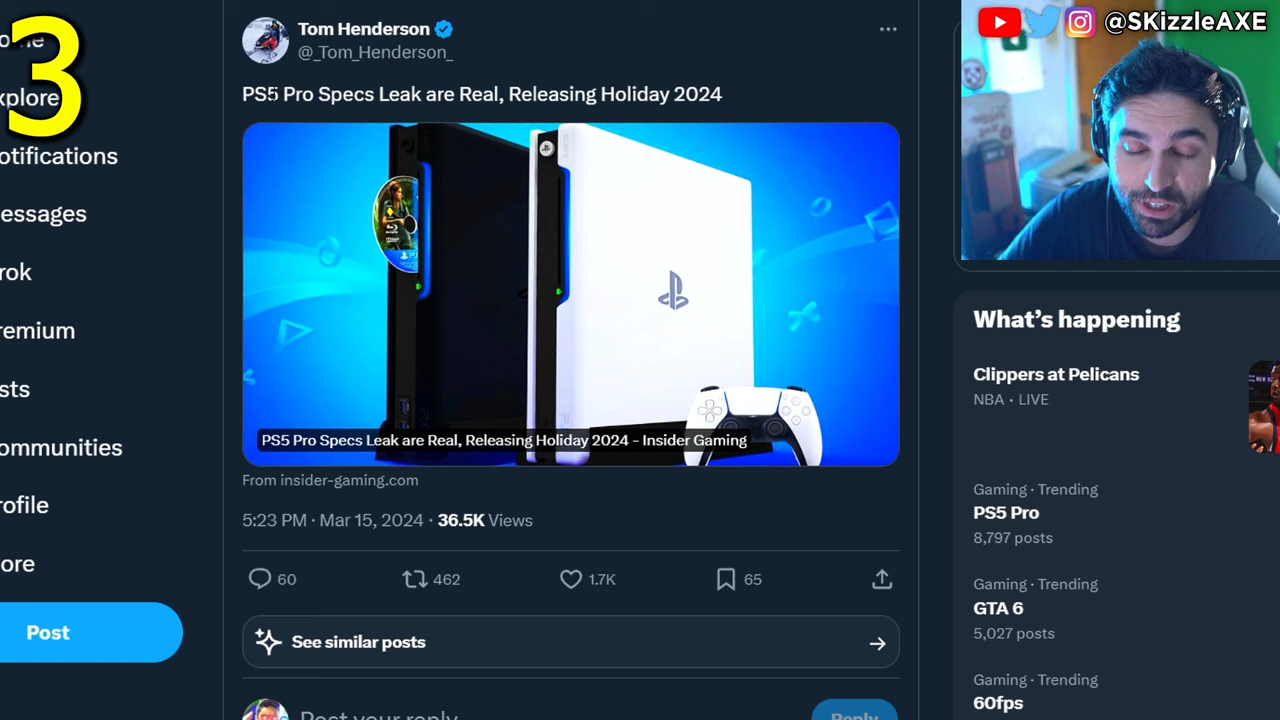 3
ome
xplore
otifications
essages
rok
remium
sts
ommunities
rofile
ore
Post
Tom Henderson
@_Tom_Henderson_
PS5 Pro Specs Leak are Real, Releasing Holiday 2024
SONY
PS5 Pro Specs Leak are Real, Releasing Holiday 2024 - Insider Gaming
From insider-gaming.com
5:23 PM · Mar 15, 2024 · 36.5K Views
60 462 1.7K 65
See similar posts
Post your reply
Reply
@SKizzleAXE
What's happening
Clippers at Pelicans
NBA · LIVE
Gaming · Trending
PS5 Pro
8,797 posts
Gaming · Trending
GTA 6
5,027 posts
Gaming · Trending
60fps